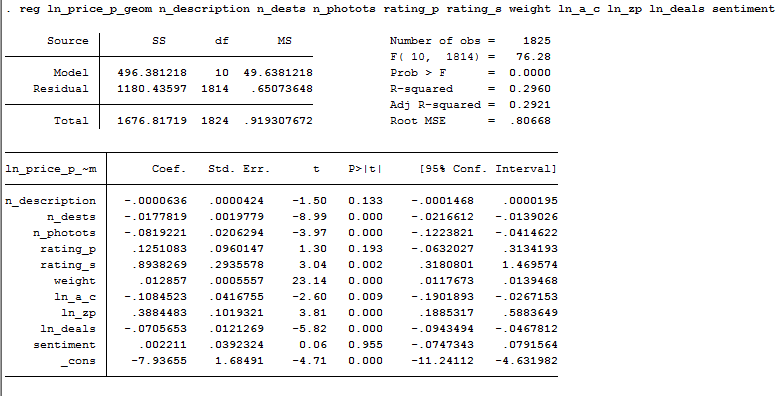 . reg ln_preg_p_geom n_description n_dests n_photots rating_p rating_s weight ln_a_c ln_zp ln_deals sentiment
Source | SS df MS Number of obs = 1825
F( 10, 1814) = 76.28
Model | 496.381218 10 49.6381218 Prob > F = 0.0000
Residual | 1180.43597 1814 .65073648 R-squared = 0.2960
Adj R-squared = 0.2921
Total | 1676.81719 1824 .919307672 Root MSE = .80668
ln_price_p_~m | Coef. Std. Err. t P>|t| [95% Conf. Interval]
n_description | -.0000636 .0000424 -1.50 0.133 -.0001468 .0000195
n_dests | -.0177819 .0019779 -8.99 0.000 -.0216612 -.0139026
n_photots | -.0819221 .0206294 -3.97 0.000 -.1223821 -.0414622
rating_p | .1251083 .0960147 1.30 0.193 -.0632027 .3134193
rating_s | .8938269 .2935578 3.04 0.002 .3180801 1.469574
weight | .012857 .0005557 23.14 0.000 .0117673 .0139468
ln_a_c | -.1084523 .0416755 -2.60 0.009 -.1901893 -.0267153
ln_zp | .3884483 .1019321 3.81 0.000 .1885317 .5883649
ln_deals | -.0705653 .0121269 -5.82 0.000 -.0943494 -.0467812
sentiment | .002211 .0392324 0.06 0.955 -.0747343 .0791564
_cons | -7.93655 1.68491 -4.71 0.000 -11.24112 -4.631982